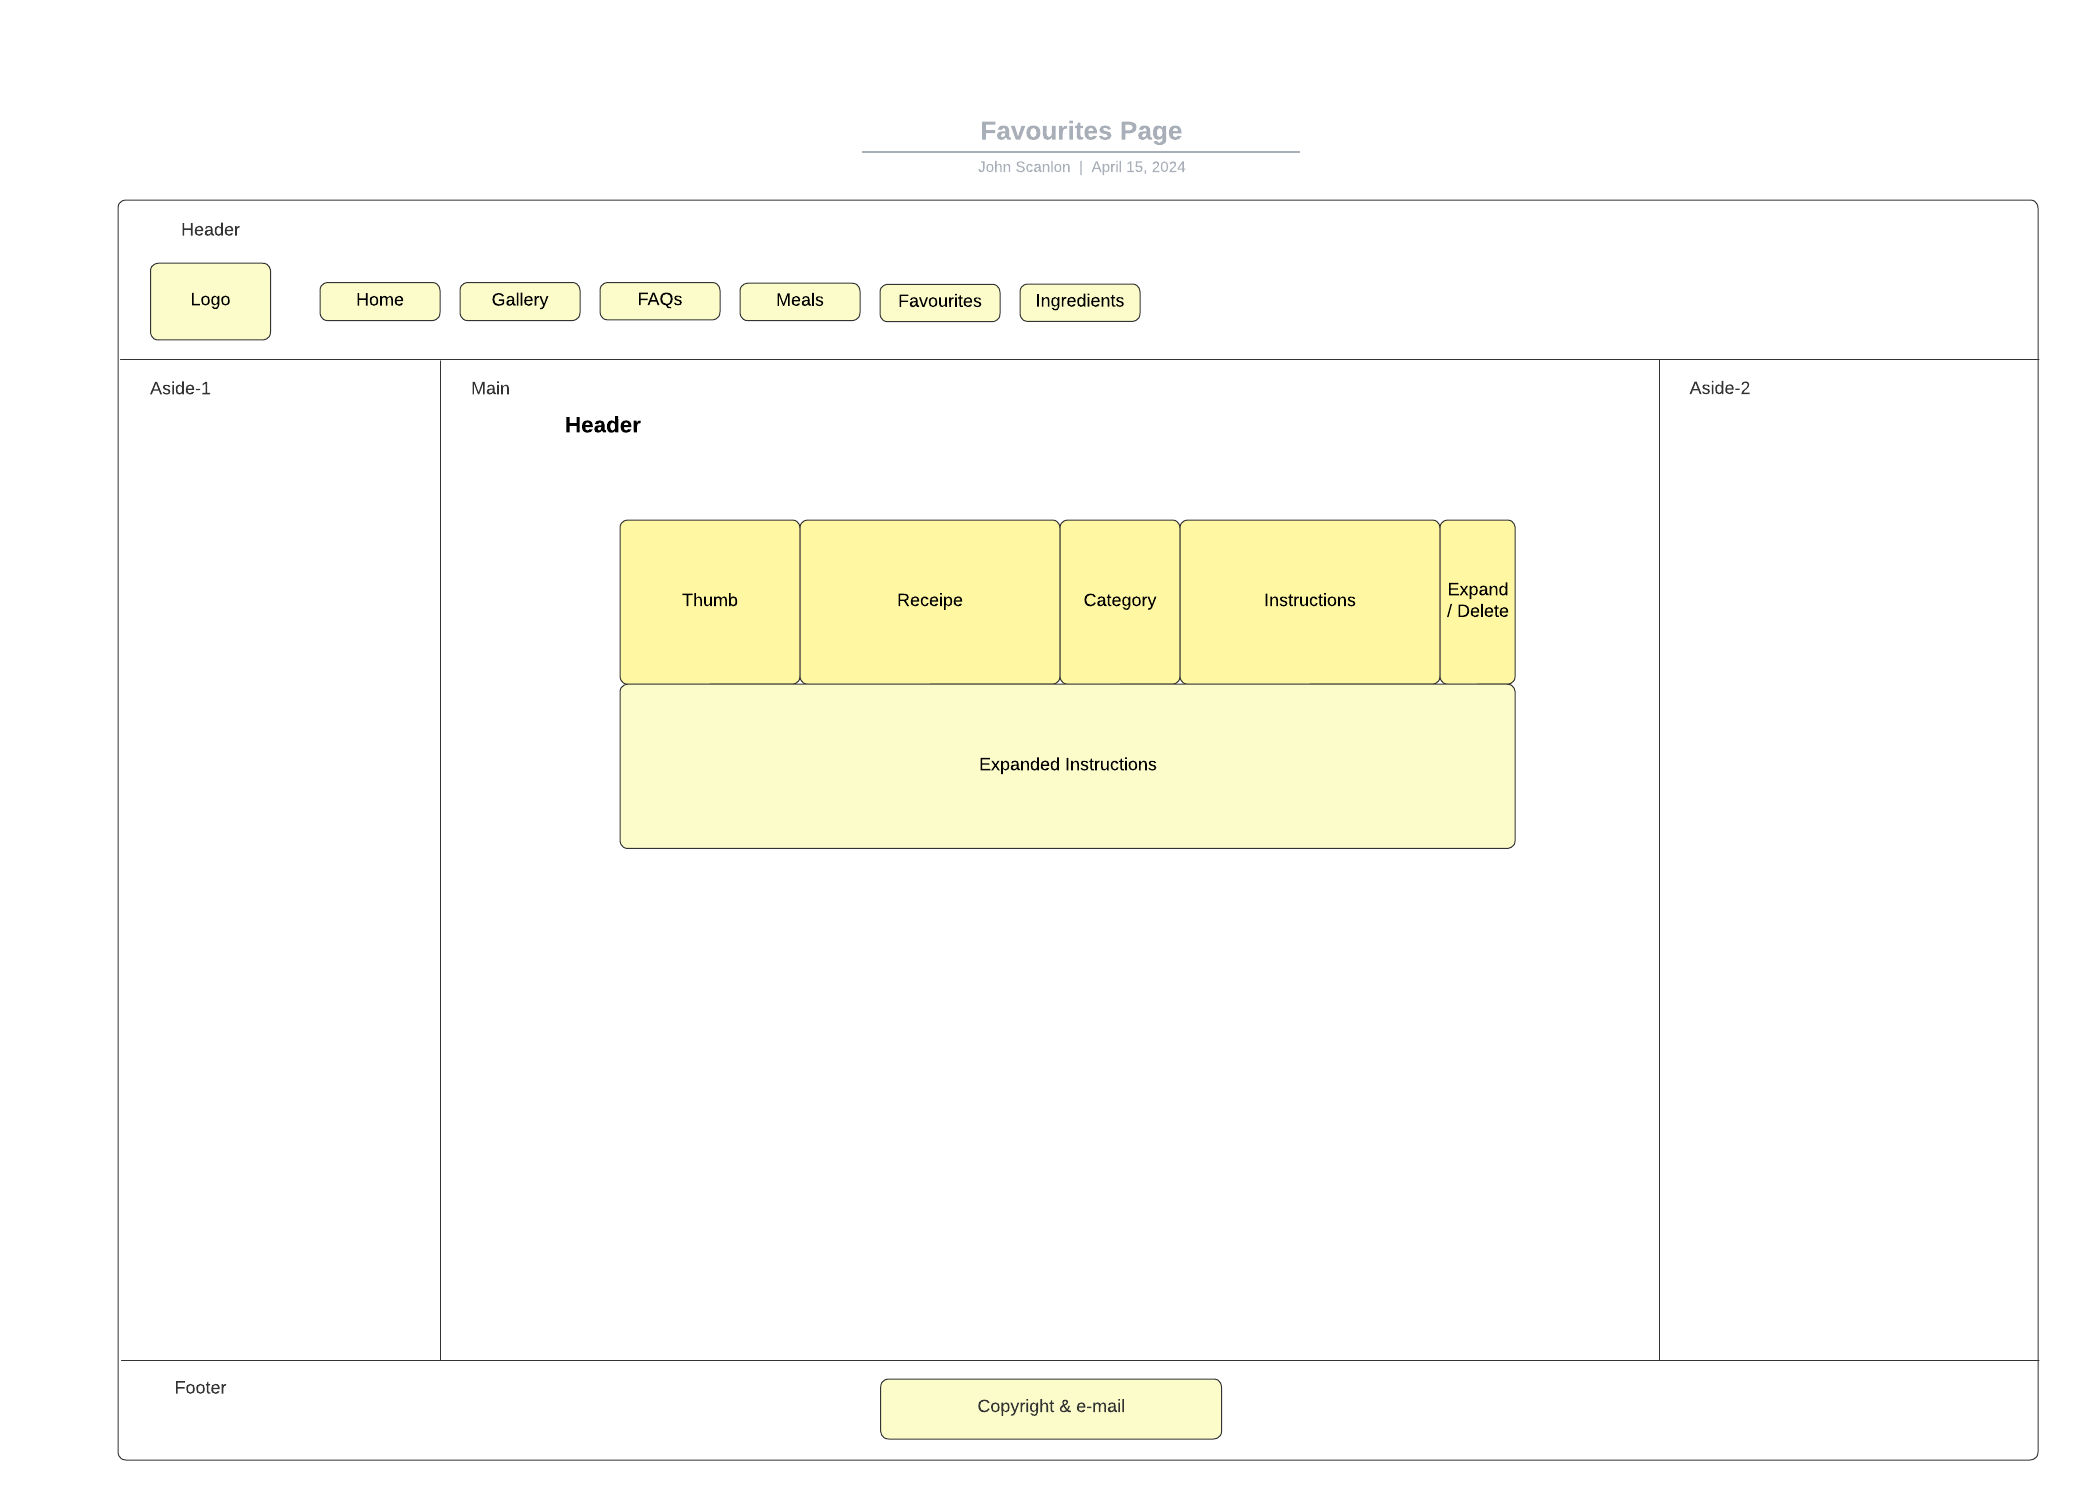 Favourites Page
John Scanlon | April 15, 2024
Header
Logo
Home
Gallery
FAQs
Meals
Favourites
Ingredients
Aside-1
Main
Aside-2
Header
Thumb
Receipe
Category
Instructions
Expand
/ Delete
Expanded Instructions
Footer
Copyright & e-mail